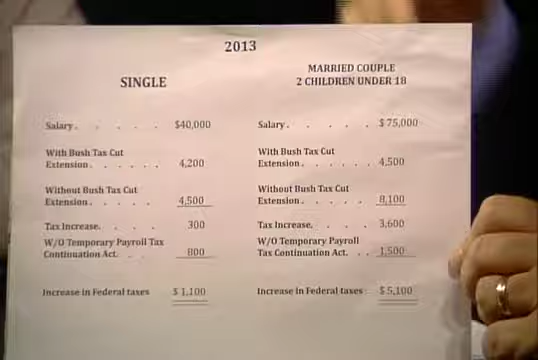 2013
SINGLE
Salary. . . . . $40,000
With Bush Tax Cut
Extension. . . . . . 4,200
Without Bush Tax Cut
Extension. . . . . 4,500
Tax Increase. . . . 300
W/O Temporary Payroll Tax
Continuation Act. . . 800
Increase in Federal taxes $ 1,100
MARRIED COUPLE
2 CHILDREN UNDER 18
Salary. . . . . $ 75,000
With Bush Tax Cut
Extension. . . . . . 4,500
Without Bush Tax Cut
Extension. . . . . 8,100
Tax Increase. . . . 3,600
W/O Temporary Payroll
Tax Continuation Act. . . 1,500
Increase in Federal taxes $ 5,100